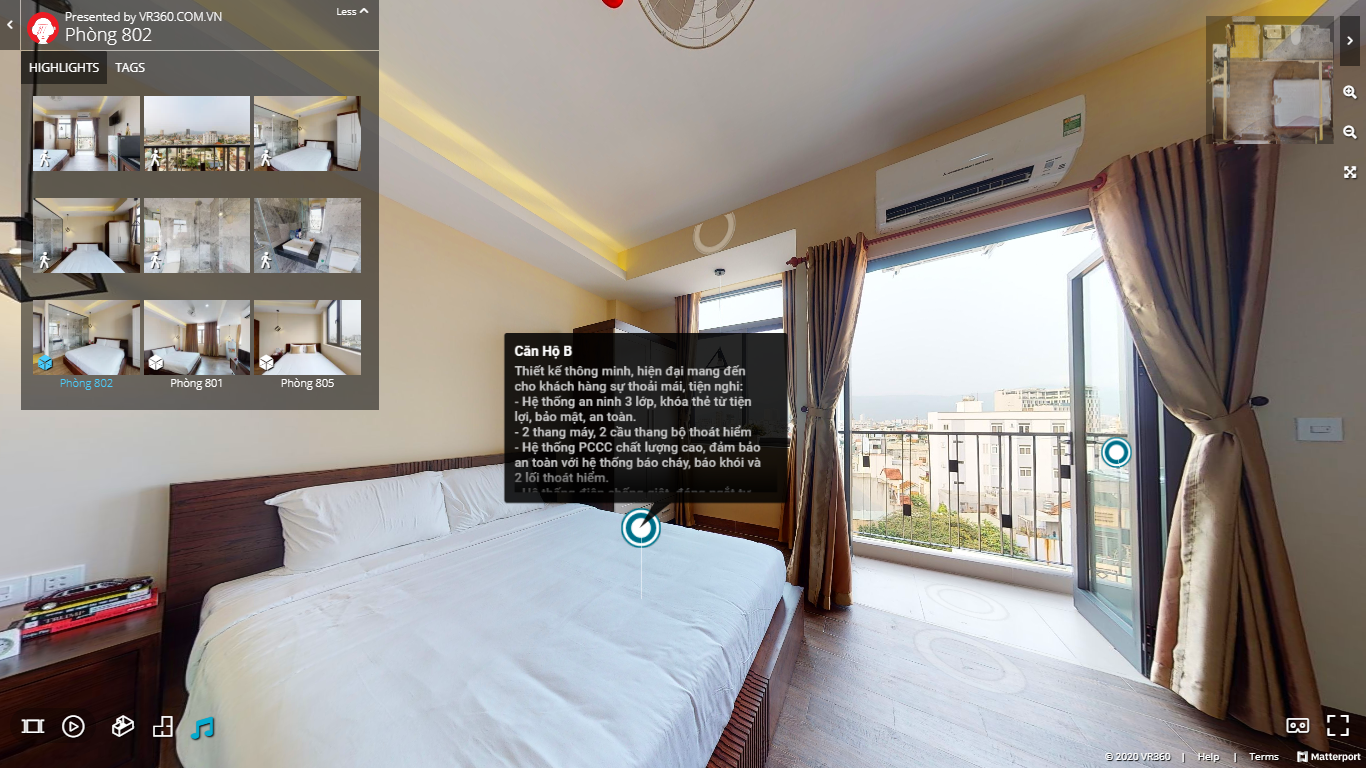 Presented by VR360.COM.VN
Less
Phòng 802
HIGHLIGHTS
TAGS
Phòng 802
Phòng 801
Phòng 805
Căn Hộ B
Thiết kế thông minh, hiện đại mang đến
cho khách hàng sự thoải mái, tiện nghi:
- Hệ thống an ninh 3 lớp, khóa thẻ từ tiện
lợi, bảo mật, an toàn.
- 2 thang máy, 2 cầu thang bộ thoát hiểm
- Hệ thống PCCC chất lượng cao, đảm bảo
an toàn với hệ thống báo cháy, báo khói và
2 lối thoát hiểm.
TRUMP
© 2020 VR360
|
Help
|
Terms
Matterport